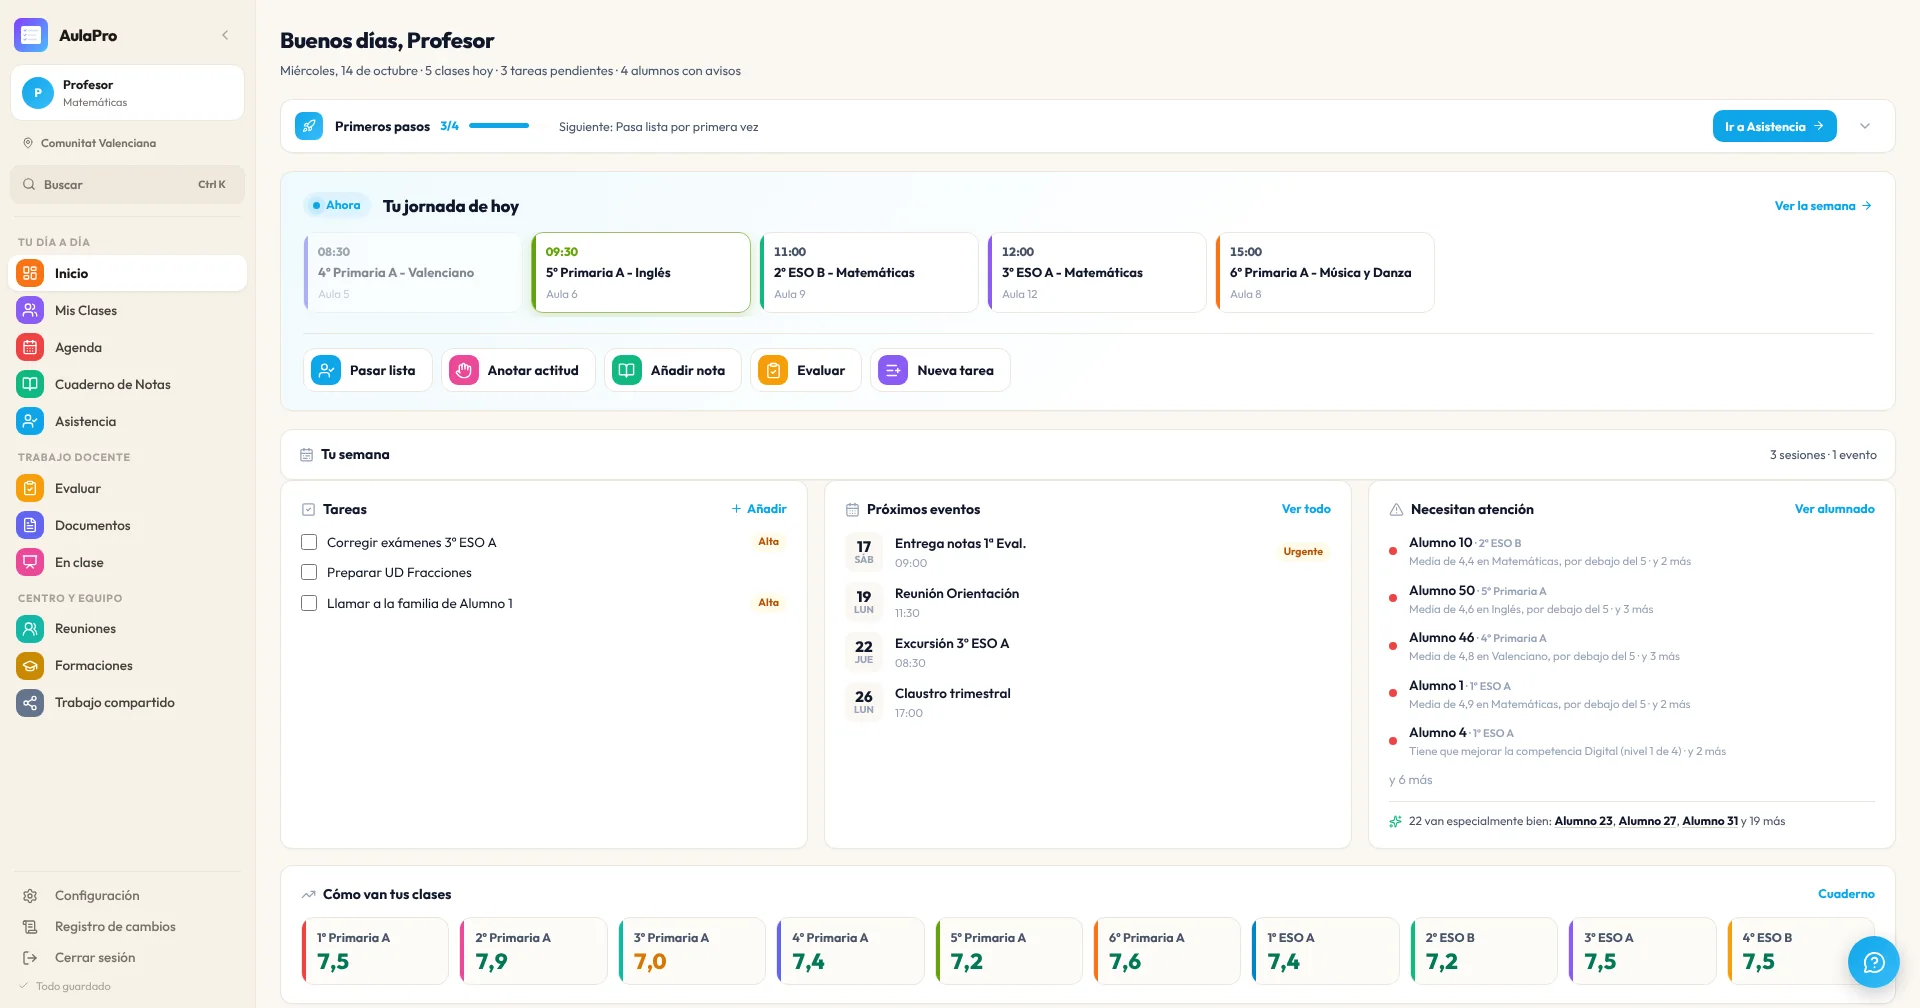 AulaPro
P
Profesor
Matemáticas
Comunitat Valenciana
Buscar
Ctrl K
TU DÍA A DÍA
Inicio
Mis Clases
Agenda
Cuaderno de Notas
Asistencia
TRABAJO DOCENTE
Evaluar
Documentos
En clase
CENTRO Y EQUIPO
Reuniones
Formaciones
Trabajo compartido
Configuración
Registro de cambios
Cerrar sesión
Todo guardado
Buenos días, Profesor
Miércoles, 14 de octubre · 5 clases hoy · 3 tareas pendientes · 4 alumnos con avisos
Primeros pasos 3/4
Siguiente: Pasa lista por primera vez
Ir a Asistencia
Ahora
Tu jornada de hoy
Ver la semana
08:30
4º Primaria A - Valenciano
Aula 5
09:30
5º Primaria A - Inglés
Aula 6
11:00
2º ESO B - Matemáticas
Aula 9
12:00
3º ESO A - Matemáticas
Aula 12
15:00
6º Primaria A - Música y Danza
Aula 8
Pasar lista
Anotar actitud
Añadir nota
Evaluar
Nueva tarea
Tu semana
3 sesiones · 1 evento
Tareas
+ Añadir
Corregir exámenes 3º ESO A
Alta
Preparar UD Fracciones
Llamar a la familia de Alumno 1
Alta
Próximos eventos
Ver todo
17
SÁB
Entrega notas 1ª Eval.
09:00
Urgente
19
LUN
Reunión Orientación
11:30
22
JUE
Excursión 3º ESO A
08:30
26
LUN
Claustro trimestral
17:00
Necesitan atención
Ver alumnado
Alumno 10 · 2º ESO B
Media de 4,4 en Matemáticas, por debajo del 5 · y 2 más
Alumno 50 · 5º Primaria A
Media de 4,6 en Inglés, por debajo del 5 · y 3 más
Alumno 46 · 4º Primaria A
Media de 4,8 en Valenciano, por debajo del 5 · y 3 más
Alumno 1 · 1º ESO A
Media de 4,9 en Matemáticas, por debajo del 5 · y 2 más
Alumno 4 · 1º ESO A
Tiene que mejorar la competencia Digital (nivel 1 de 4) · y 2 más
y 6 más
22 van especialmente bien: Alumno 23, Alumno 27, Alumno 31 y 19 más
Cómo van tus clases
Cuaderno
1º Primaria A
7,5
2º Primaria A
7,9
3º Primaria A
7,0
4º Primaria A
7,4
5º Primaria A
7,2
6º Primaria A
7,6
1º ESO A
7,4
2º ESO B
7,2
3º ESO A
7,5
4º ESO B
7,5